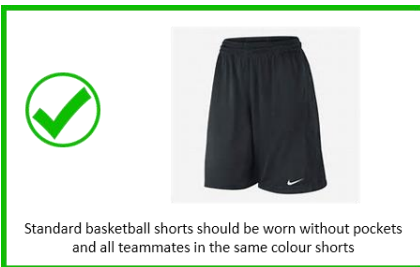 Standard basketball shorts should be worn without pockets
and all teammates in the same colour shorts